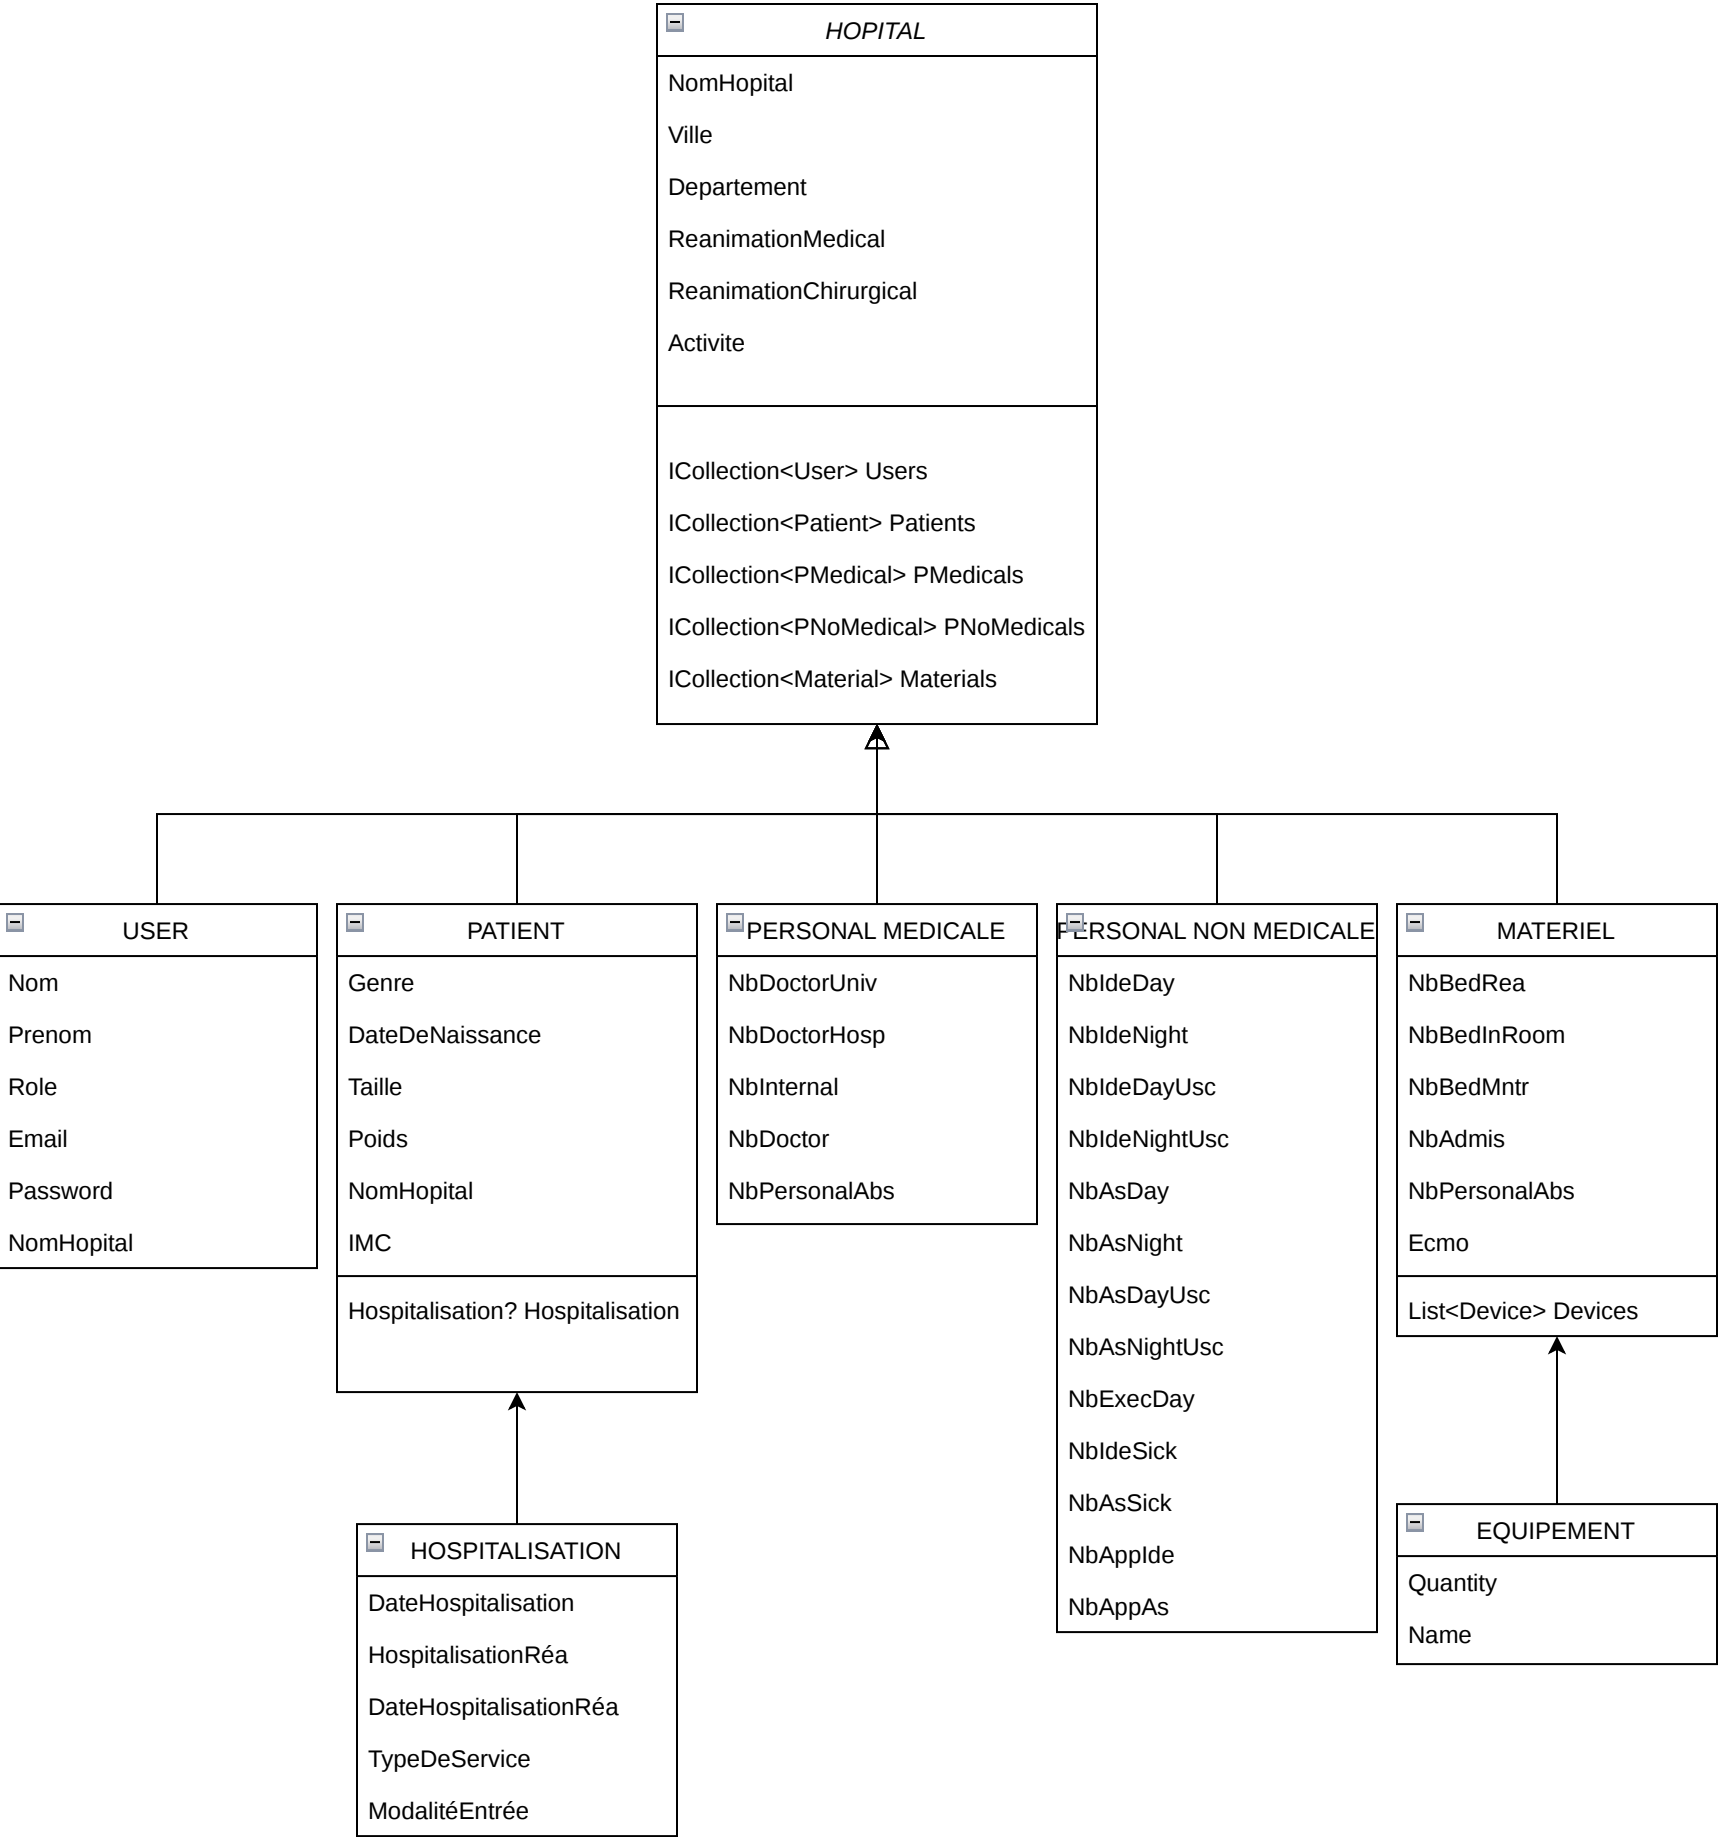 HOPITAL
NomHopital
Ville
Departement
ReanimationMedical
ReanimationChirurgical
Activite
ICollection<User> Users
ICollection<Patient> Patients
ICollection<PMedical> PMedicals
ICollection<PNoMedical> PNoMedicals
ICollection<Material> Materials
USER
Nom
Prenom
Role
Email
Password
NomHopital
PATIENT
Genre
DateDeNaissance
Taille
Poids
NomHopital
IMC
Hospitalisation? Hospitalisation
PERSONAL MEDICALE
NbDoctorUniv
NbDoctorHosp
NbInternal
NbDoctor
NbPersonalAbs
PERSONAL NON MEDICALE
NbIdeDay
NbIdeNight
NbIdeDayUsc
NbIdeNightUsc
NbAsDay
NbAsNight
NbAsDayUsc
NbAsNightUsc
NbExecDay
NbIdeSick
NbAsSick
NbAppIde
NbAppAs
MATERIEL
NbBedRea
NbBedInRoom
NbBedMntr
NbAdmis
NbPersonalAbs
Ecmo
List<Device> Devices
HOSPITALISATION
DateHospitalisation
HospitalisationRéa
DateHospitalisationRéa
TypeDeService
ModalitéEntrée
EQUIPEMENT
Quantity
Name